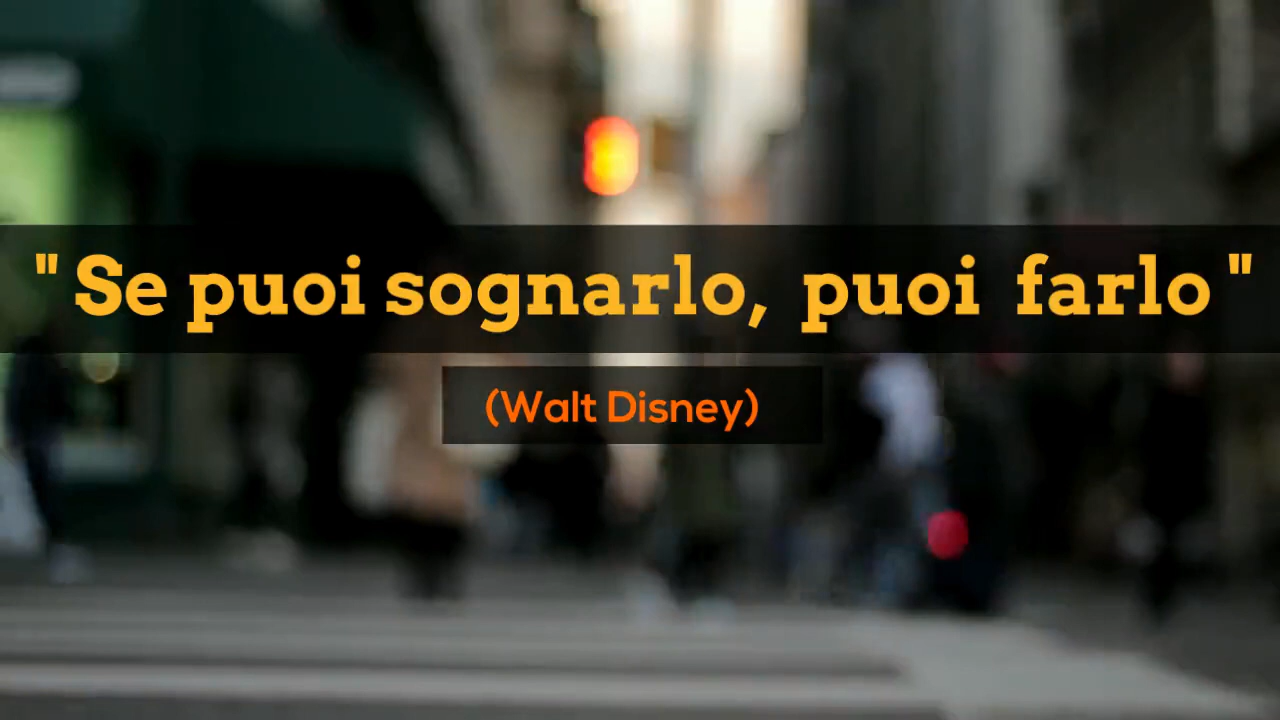 " Se puoi sognarlo, puoi farlo "
(Walt Disney)